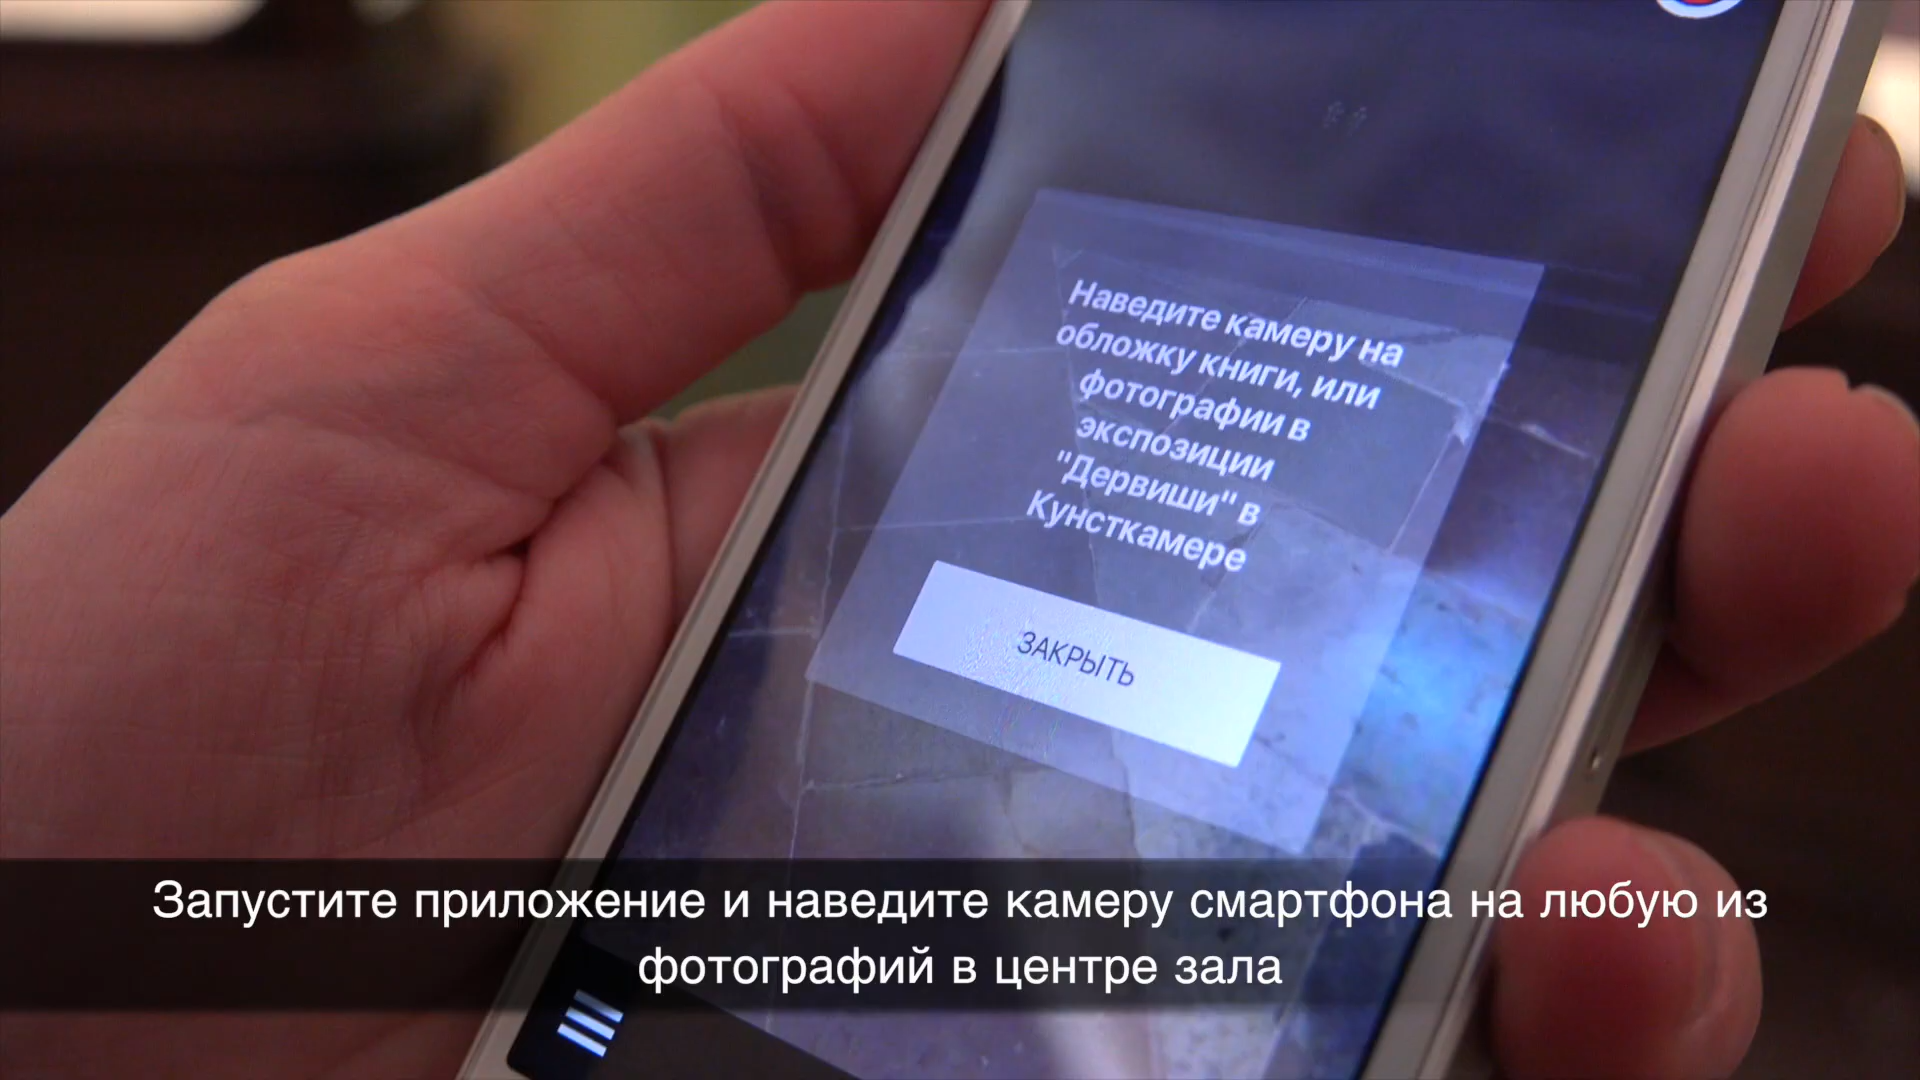 Наведите камеру на
обложку книги, или
фотографии в
экспозиции
"Дервиши" в
Кунсткамере
ЗАКРЫТЬ
Запустите приложение и наведите камеру смартфона на любую из
фотографий в центре зала